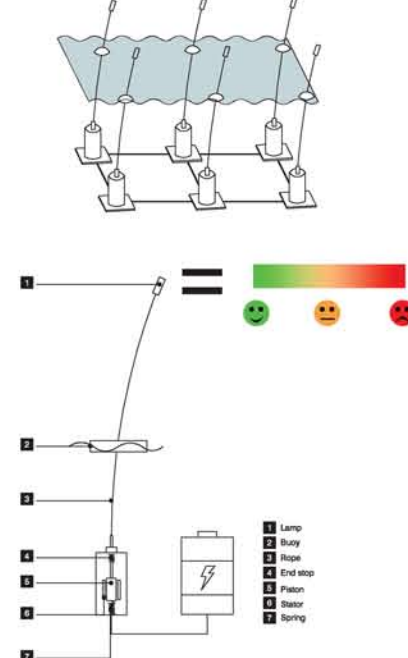 1
2
3
4
5
6
7
1 Lamp
2 Buoy
3 Rope
4 End stop
5 Piston
6 Stator
7 Spring